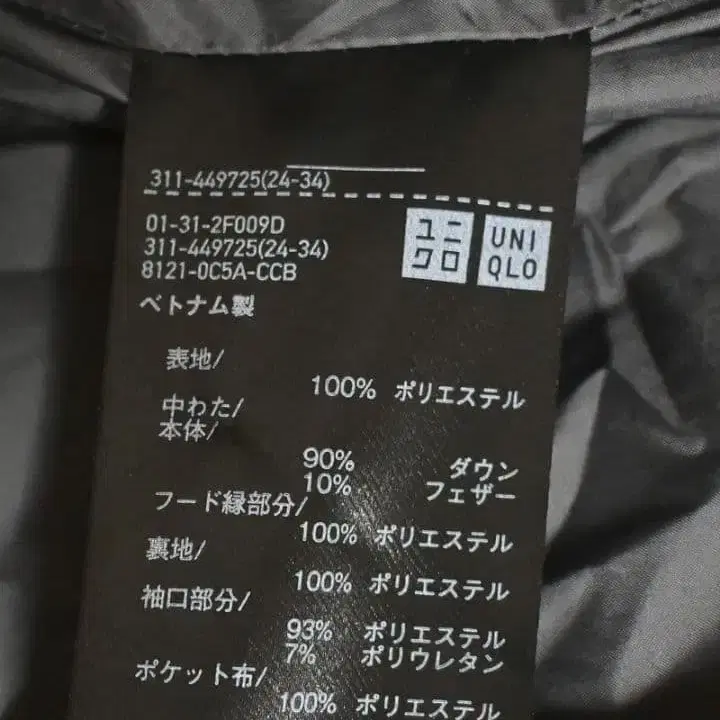 311-449725(24-34)
01-31-2F009D
311-449725(24-34)
8121-0C5A-CCB
ユニ
クロ
UNI
QLO
ベトナム製
表地/
100% ポリエステル
中わた/
本体/
90% ダウン
10% フェザー
フード縁部分/
100% ポリエステル
裏地/
100% ポリエステル
袖口部分/
93% ポリエステル
7% ポリウレタン
ポケット布/
100% ポリエステル